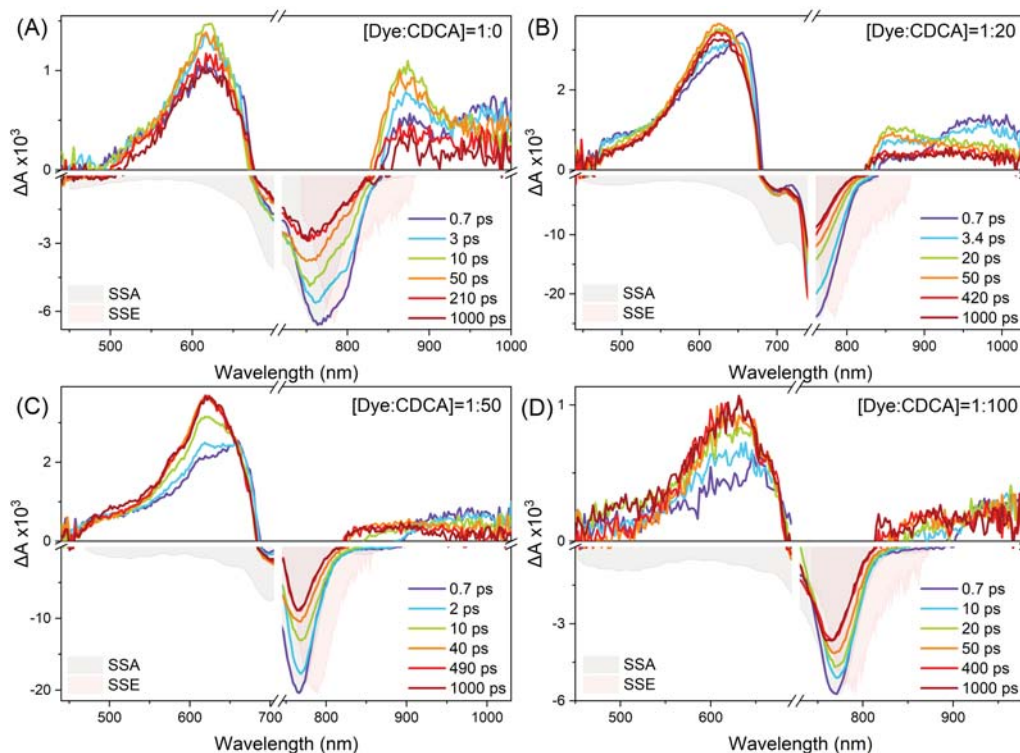 (A)
[Dye:CDCA]=1:0
ΔA x10³
1
0
-3
-6
0.7 ps
3 ps
10 ps
50 ps
210 ps
1000 ps
SSA
SSE
500 600 800 900 1000
Wavelength (nm)
(B)
[Dye:CDCA]=1:20
ΔA x10³
2
0
-10
-20
0.7 ps
3.4 ps
20 ps
50 ps
420 ps
1000 ps
SSA
SSE
500 600 700 800 900 1000
Wavelength (nm)
(C)
[Dye:CDCA]=1:50
ΔA x10³
2
0
-10
-20
0.7 ps
2 ps
10 ps
40 ps
490 ps
1000 ps
SSA
SSE
500 600 700 800 900 1000
Wavelength (nm)
(D)
[Dye:CDCA]=1:100
ΔA x10³
1
0
-3
-6
0.7 ps
10 ps
20 ps
50 ps
400 ps
1000 ps
SSA
SSE
500 600 800 900
Wavelength (nm)